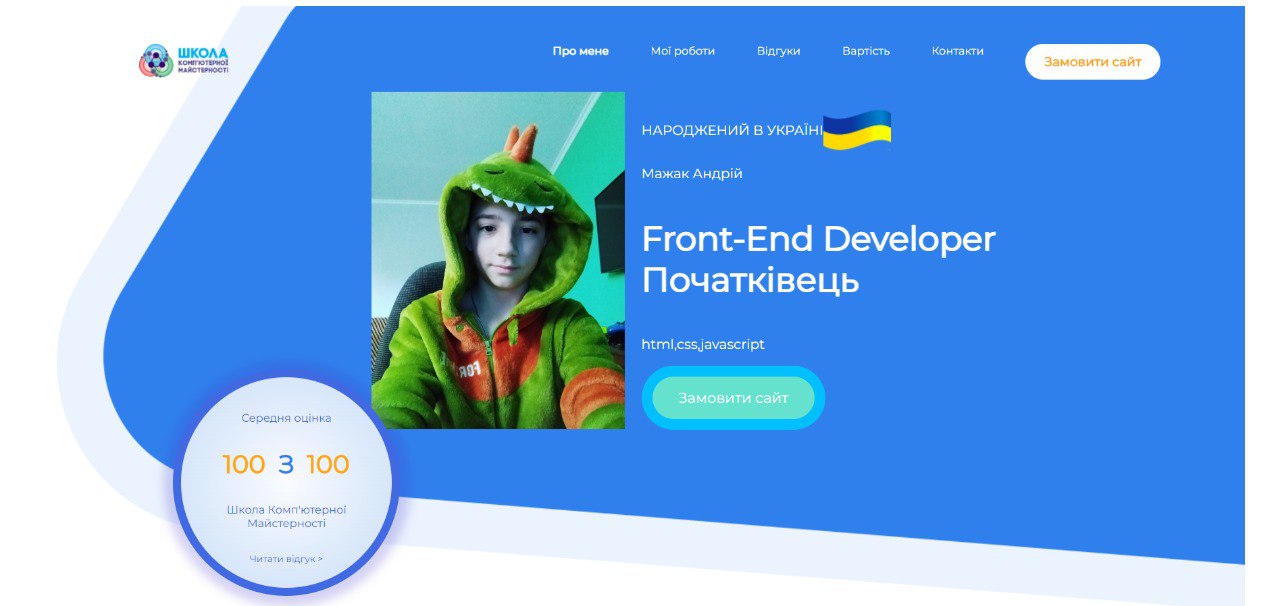 ШКОЛА
КОМП'ЮТЕРНОЇ
МАЙСТЕРНОСТІ
Про мене
Мої роботи
Відгуки
Вартість
Контакти
Замовити сайт
НАРОДЖЕНИЙ В УКРАЇНІ
Мажак Андрій
Front-End Developer
Початківець
html,css,javascript
Замовити сайт
Середня оцінка
100 З 100
Школа Комп'ютерної
Майстерності
Читати відгук >